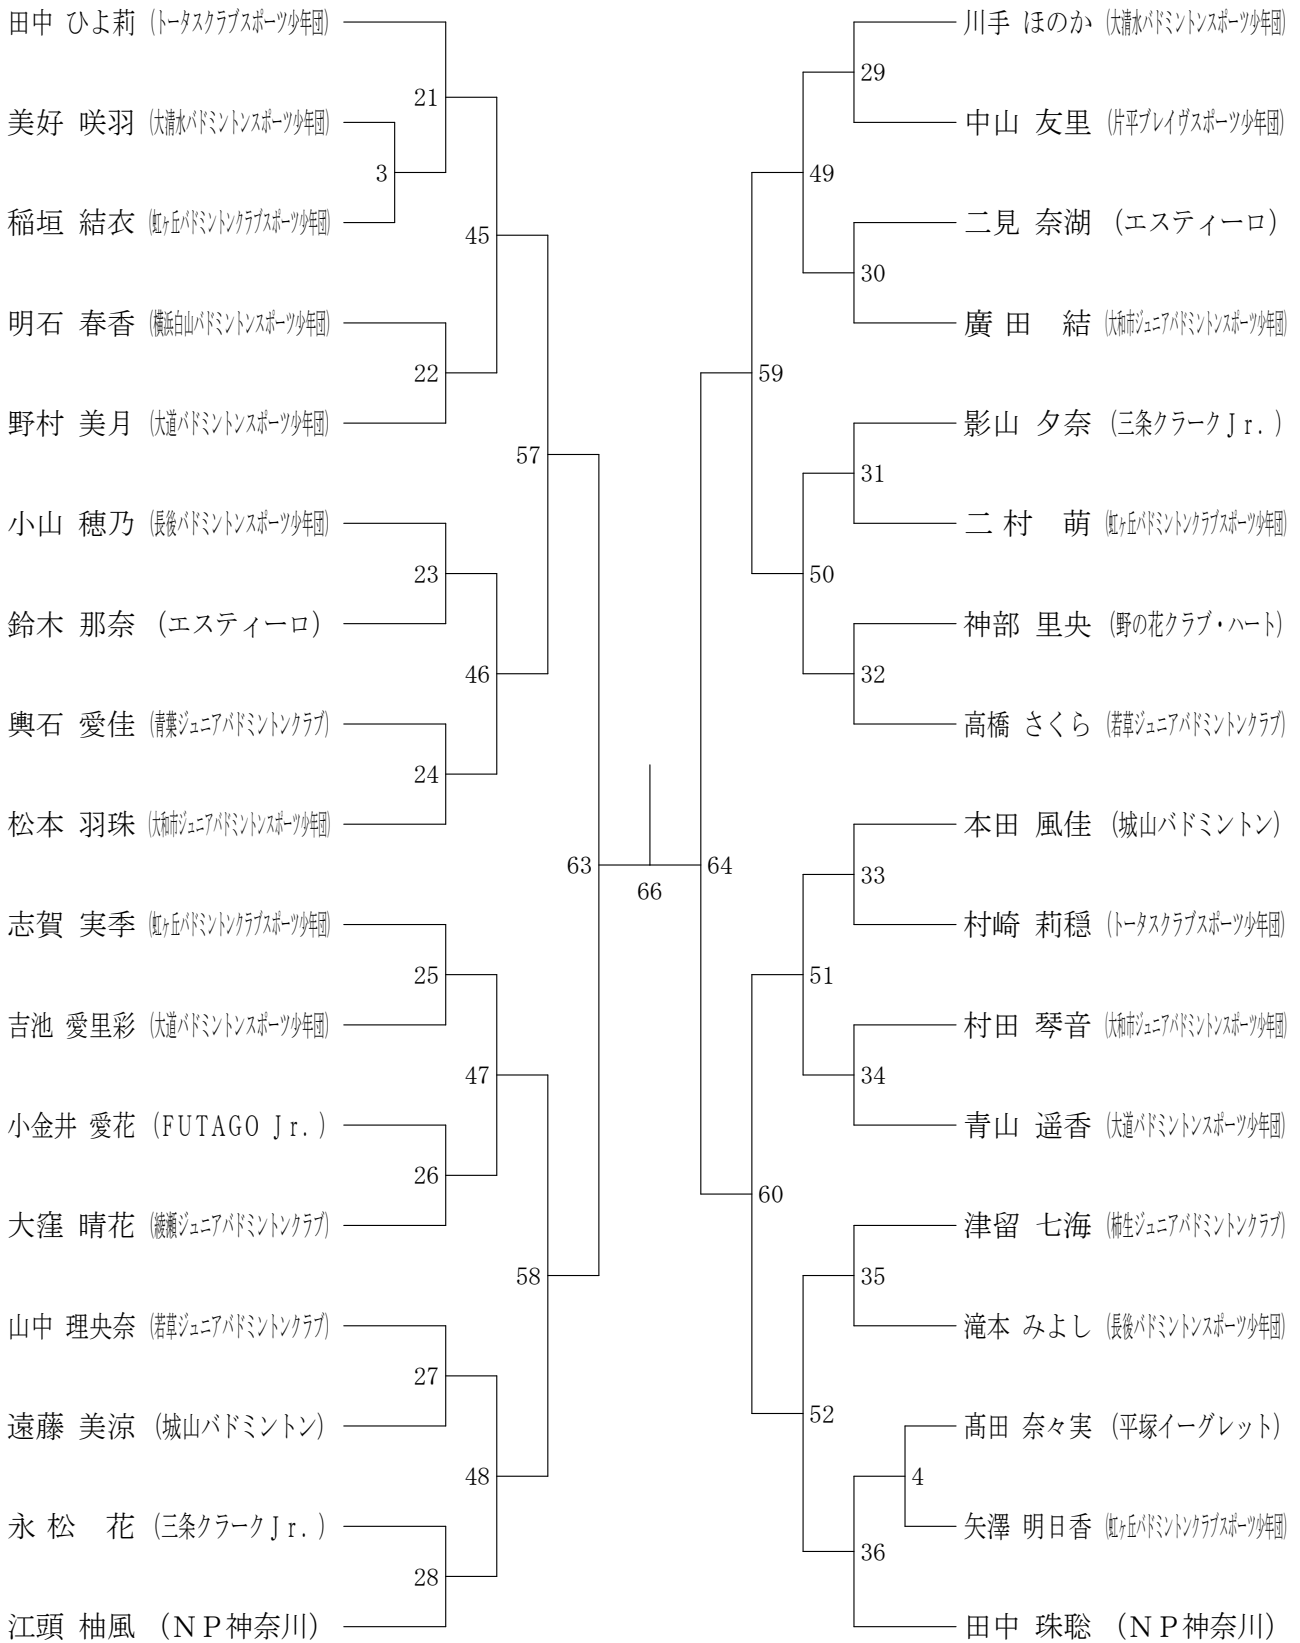 田中 ひよ莉 (トータスクラブスポーツ少年団)
21
美好 咲羽 (大清水バドミントンスポーツ少年団)
3
稲垣 結衣 (虹ヶ丘バドミントンクラブスポーツ少年団)
45
明石 春香 (横浜白山バドミントンスポーツ少年団)
22
野村 美月 (大道バドミントンスポーツ少年団)
57
小山 穂乃 (長後バドミントンスポーツ少年団)
23
鈴木 那奈 (エスティーロ)
46
輿石 愛佳 (青葉ジュニアバドミントンクラブ)
24
松本 羽珠 (大和市ジュニアバドミントンスポーツ少年団)
63
志賀 実季 (虹ヶ丘バドミントンクラブスポーツ少年団)
25
吉池 愛里彩 (大道バドミントンスポーツ少年団)
47
小金井 愛花 (FUTAGO Jr.)
26
大窪 晴花 (綾瀬ジュニアバドミントンクラブ)
58
山中 理央奈 (若草ジュニアバドミントンクラブ)
27
遠藤 美涼 (城山バドミントン)
48
永松 花 (三条クラークJr.)
28
江頭 柚風 (NP神奈川)
66
川手 ほのか (大清水バドミントンスポーツ少年団)
29
中山 友里 (片平ブレイヴスポーツ少年団)
49
二見 奈湖 (エスティーロ)
30
廣田 結 (大和市ジュニアバドミントンスポーツ少年団)
59
影山 夕奈 (三条クラークJr.)
31
二村 萌 (虹ヶ丘バドミントンクラブスポーツ少年団)
50
神部 里央 (野の花クラブ・ハート)
32
高橋 さくら (若草ジュニアバドミントンクラブ)
64
本田 風佳 (城山バドミントン)
33
村崎 莉穏 (トータスクラブスポーツ少年団)
51
村田 琴音 (大和市ジュニアバドミントンスポーツ少年団)
34
青山 遥香 (大道バドミントンスポーツ少年団)
60
津留 七海 (柿生ジュニアバドミントンクラブ)
35
滝本 みよし (長後バドミントンスポーツ少年団)
52
髙田 奈々実 (平塚イーグレット)
4
矢澤 明日香 (虹ヶ丘バドミントンクラブスポーツ少年団)
36
田中 珠聡 (NP神奈川)